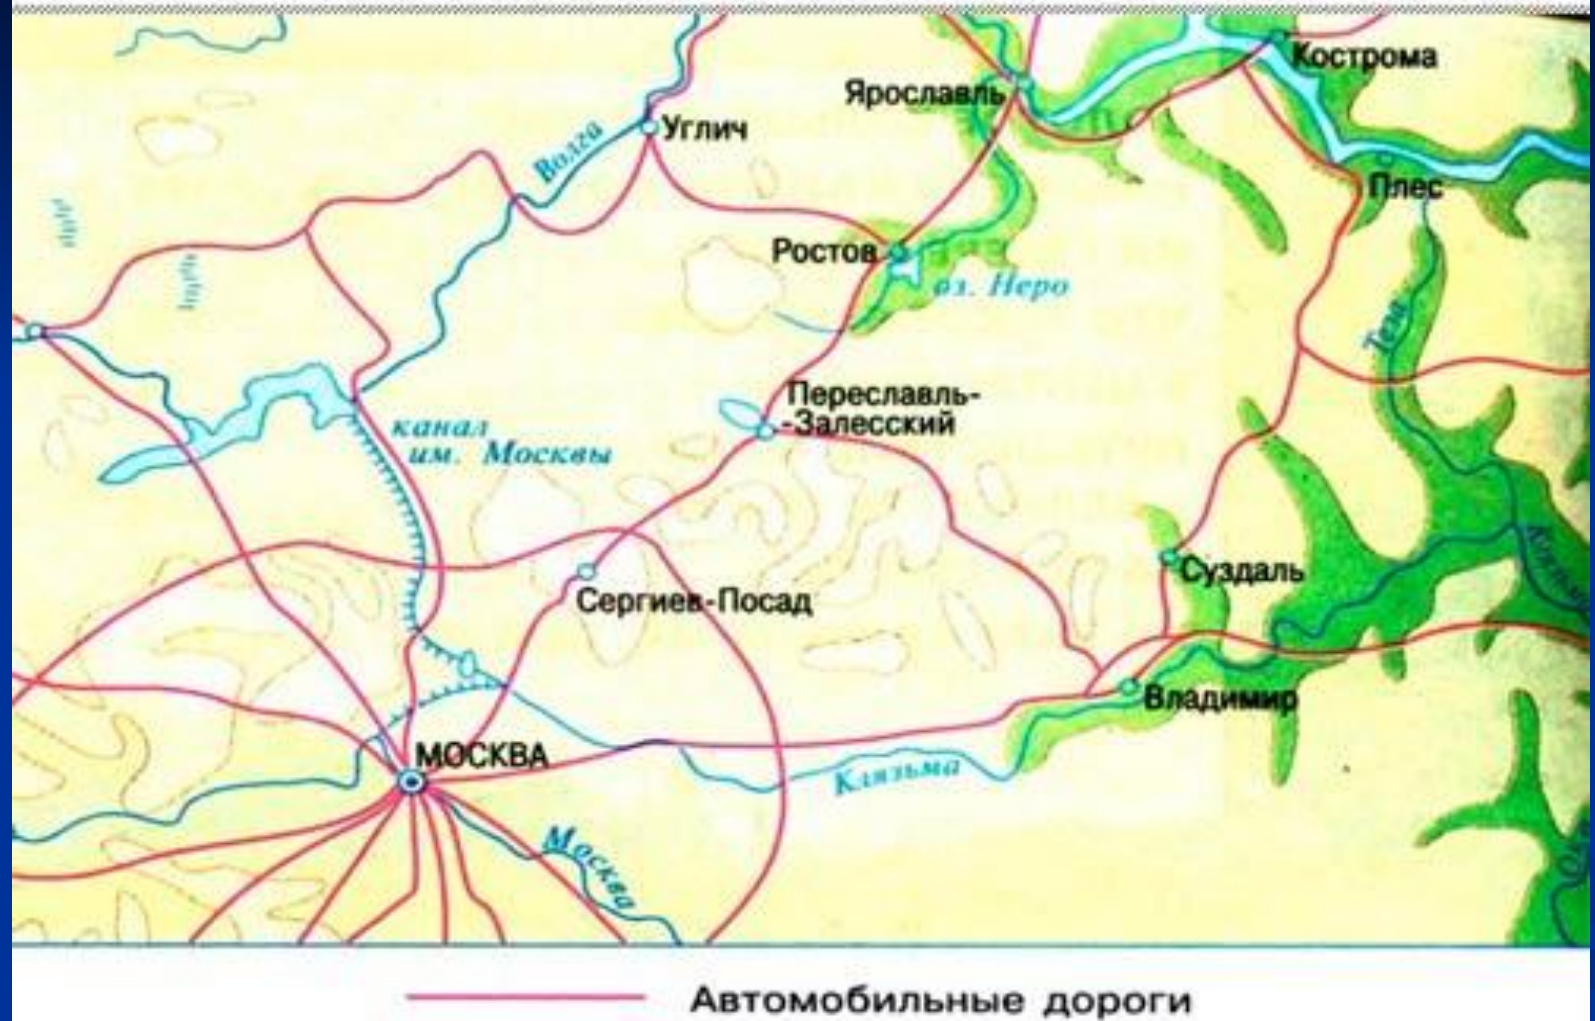 Кострома
Ярославль
Углич
Волга
Плес
Ростов
оз. Неро
Теза
Переславль-
-Залесский
канал
им. Москвы
Суздаль
Сергиев-Посад
Владимир
МОСКВА
Клязьма
Москва
Автомобильные дороги